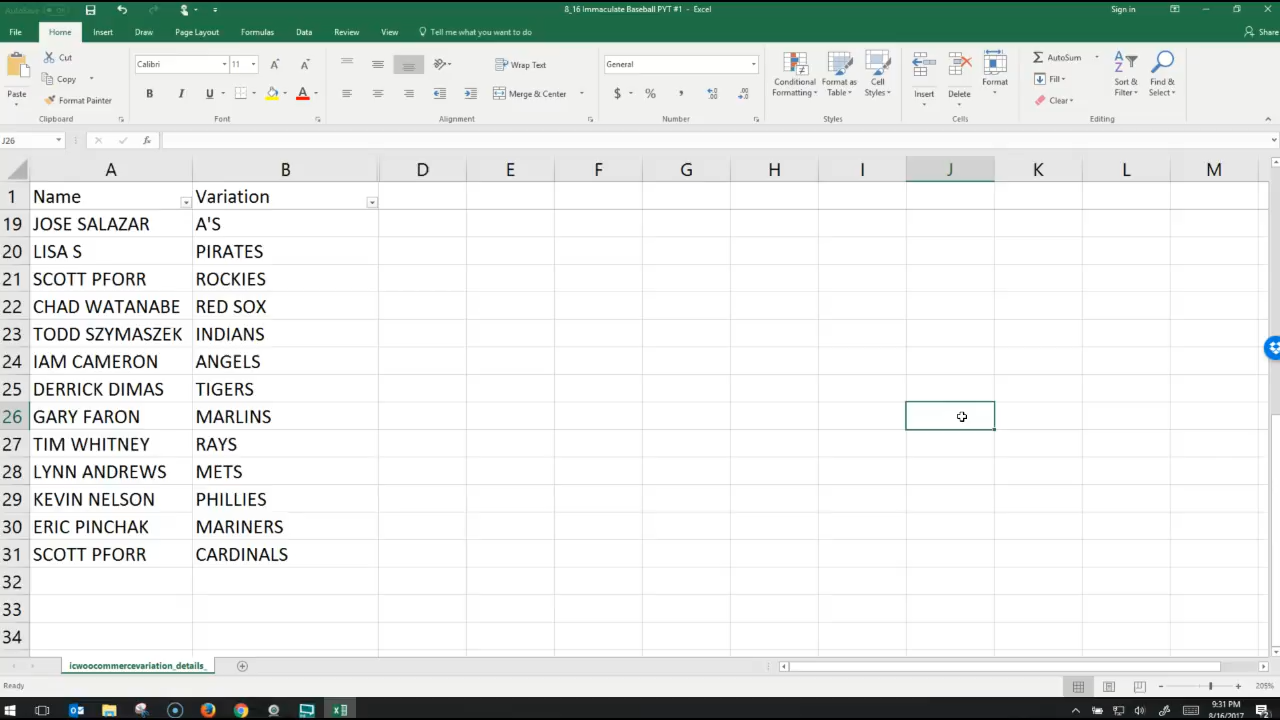 AutoSave
8_16 Immaculate Baseball PYT #1 - Excel
Sign in
File Home Insert Draw Page Layout Formulas Data Review View Tell me what you want to do Share
Paste
Cut
Copy
Format Painter
Clipboard
Calibri 11
B I U
Font
Wrap Text
Merge & Center
Alignment
General
$ % ,
Number
Conditional Formatting
Format as Table
Cell Styles
Styles
Insert
Delete
Format
Cells
AutoSum
Fill
Clear
Sort & Filter
Find & Select
Editing
J26 fx
A B D E F G H I J K L M
1 Name Variation
19 JOSE SALAZAR A'S
20 LISA S PIRATES
21 SCOTT PFORR ROCKIES
22 CHAD WATANABE RED SOX
23 TODD SZYMASZEK INDIANS
24 IAM CAMERON ANGELS
25 DERRICK DIMAS TIGERS
26 GARY FARON MARLINS
27 TIM WHITNEY RAYS
28 LYNN ANDREWS METS
29 KEVIN NELSON PHILLIES
30 ERIC PINCHAK MARINERS
31 SCOTT PFORR CARDINALS
32
33
34
icwoocommercevariation_details_
Ready
205%
9:31 PM
8/16/2017